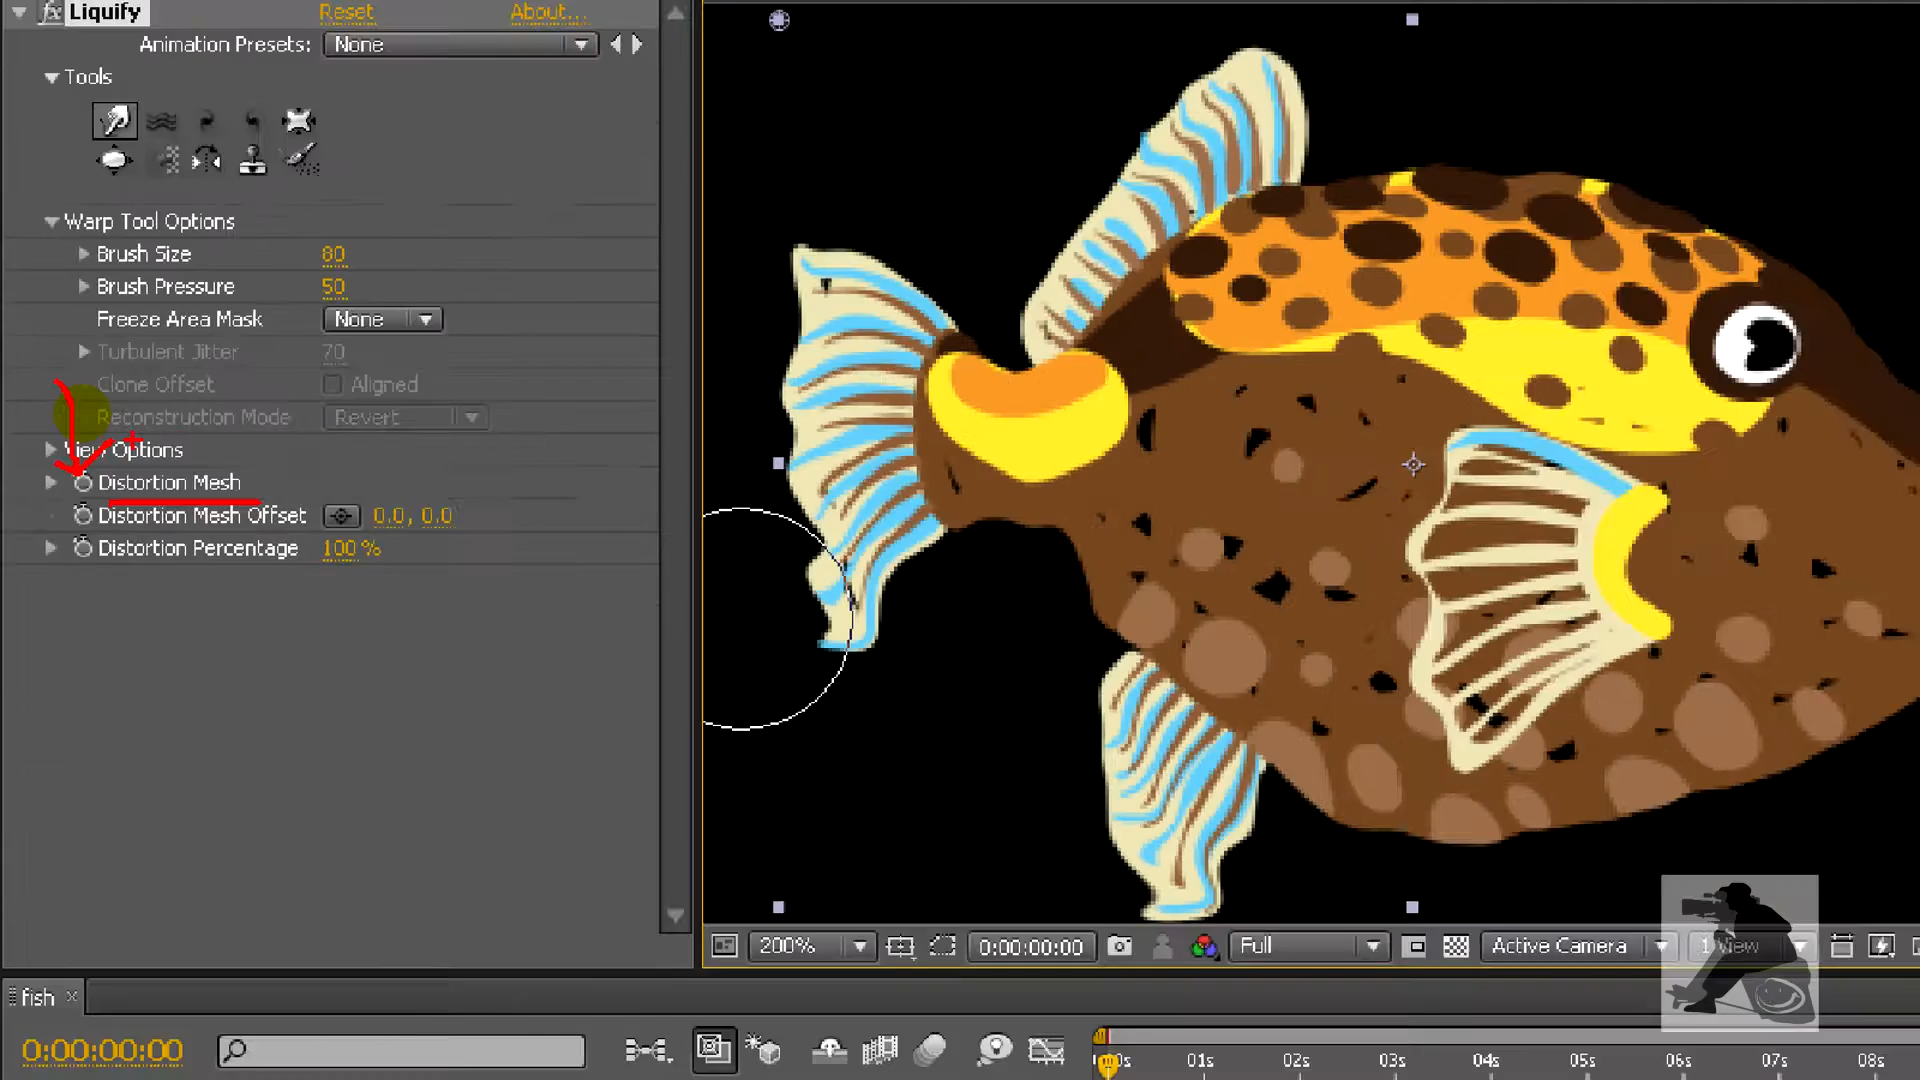 fx Liquify Reset About...
Animation Presets: None
Tools
Warp Tool Options
Brush Size 80
Brush Pressure 50
Freeze Area Mask None
Turbulent Jitter 70
Clone Offset Aligned
Reconstruction Mode Revert
View Options
Distortion Mesh
Distortion Mesh Offset 0.0, 0.0
Distortion Percentage 100 %
200% 0:00:00:00 Full Active Camera 1 View
fish
0:00:00:00
0s 01s 02s 03s 04s 05s 06s 07s 08s